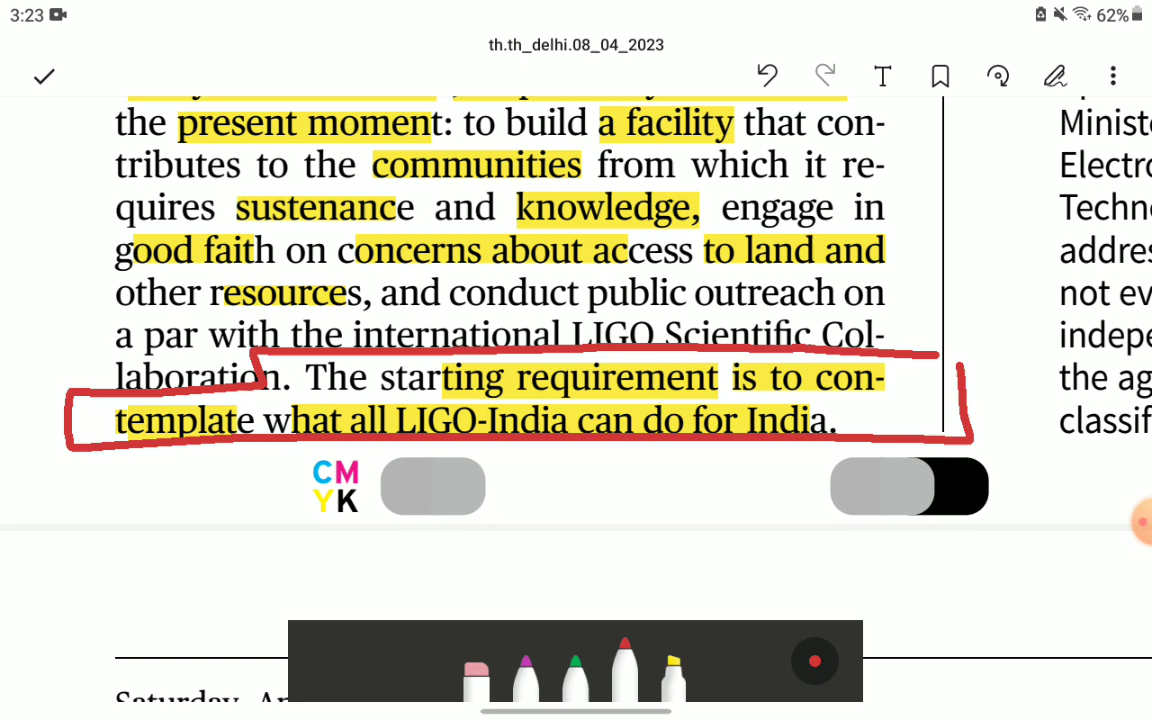 3:23
62%
th.th_delhi.08_04_2023
T
the present moment: to build a facility that con-
tributes to the communities from which it re-
quires sustenance and knowledge, engage in
good faith on concerns about access to land and
other resources, and conduct public outreach on
a par with the international LIGO Scientific Col-
laboration. The starting requirement is to con-
template what all LIGO-India can do for India.
CM
YK
Electro
Techn
addres
not ev
indepe
the ag
classif
Saturday,